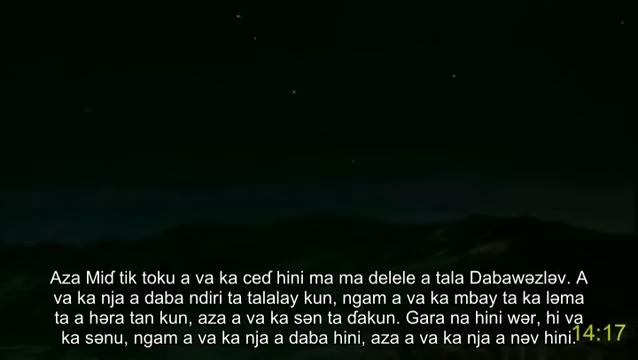 Aza Miɗ tik toku a va ka ceɗ hini ma ma delele a tala Dabawəzləv. A
va ka nja a daba ndiri ta talalay kun, ngam a va ka mbay ta ka ləma
ta a həra tan kun, aza a va ka sən ta ɗakun. Gara na hini wər, hi va
ka sənu, ngam a va ka nja a daba hini, aza a va ka nja a nəv hini.
14:17